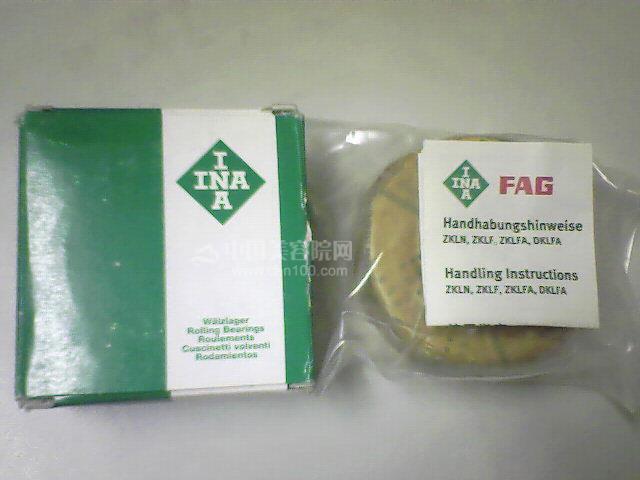 I
INA
A
Wälzlager
Rolling Bearings
Roulements
Cuscinetti volventi
Rodamientos
I
INA
A
FAG
Handhabungshinweise
ZKLN, ZKLF, ZKLFA, DKLFA
Handling Instructions
ZKLN, ZKLF, ZKLFA, DKLFA
中国美容院网